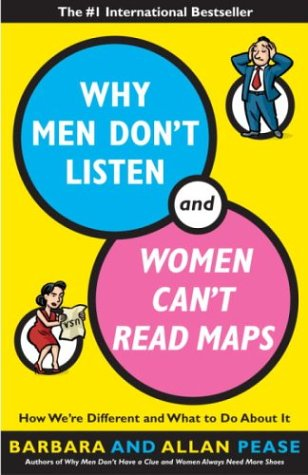 The #1 International Bestseller
WHY
MEN DON'T
LISTEN
and
WOMEN
CAN'T
READ MAPS
USA
How We're Different and What to Do About It
BARBARA AND ALLAN PEASE
Authors of Why Men Don't Have a Clue and Women Always Need More Shoes